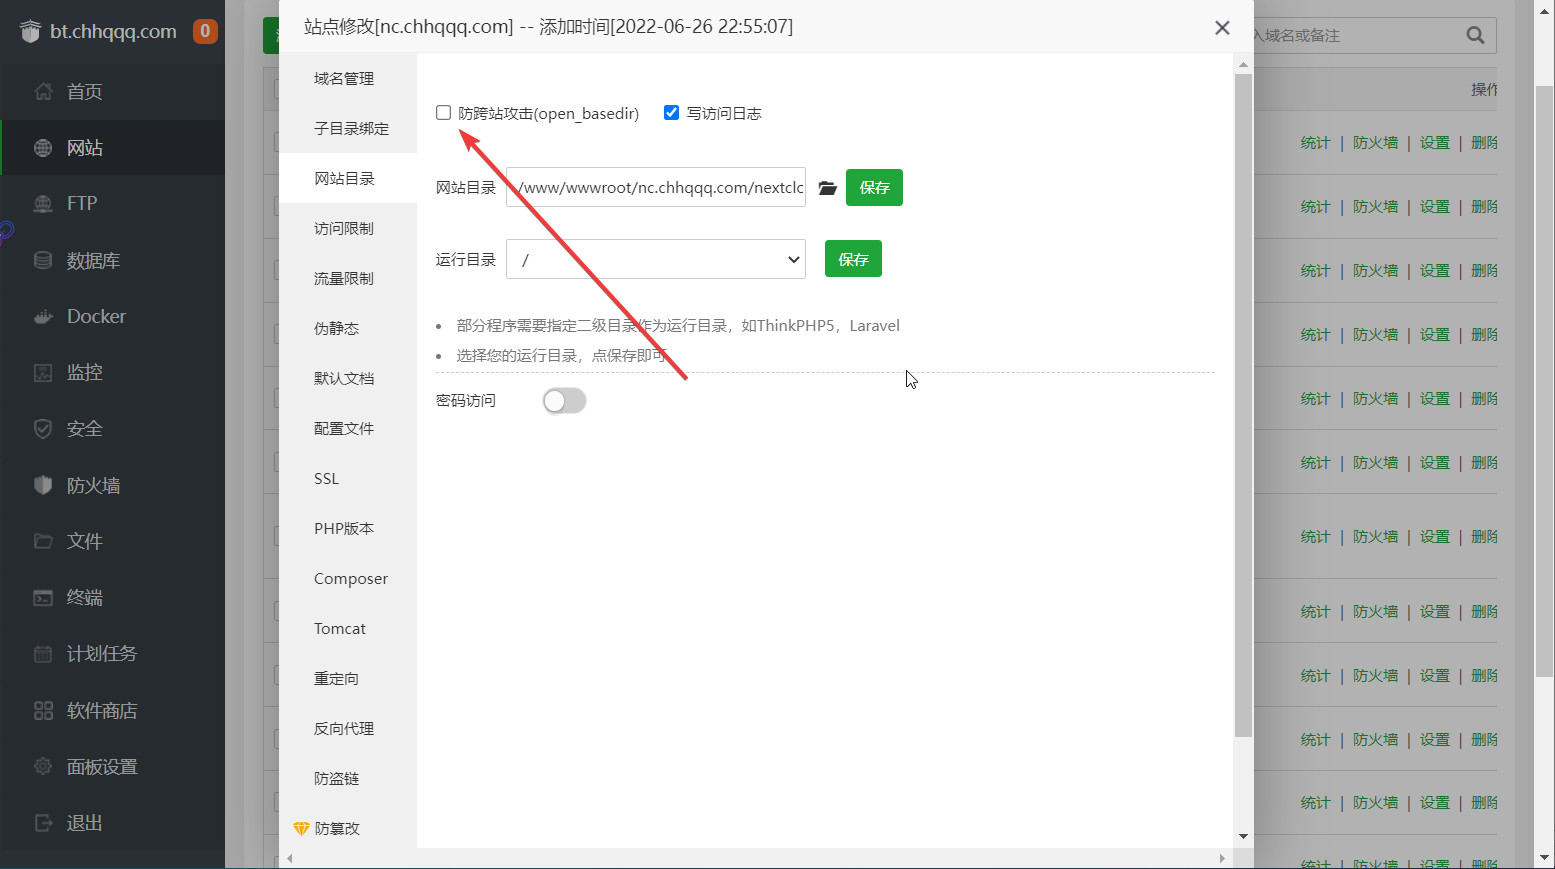 bt.chhqqq.com 0
首页
网站
FTP
数据库
Docker
监控
安全
防火墙
文件
终端
计划任务
软件商店
面板设置
退出
站点修改[nc.chhqqq.com] -- 添加时间[2022-06-26 22:55:07]
域名管理
子目录绑定
网站目录
访问限制
流量限制
伪静态
默认文档
配置文件
SSL
PHP版本
Composer
Tomcat
重定向
反向代理
防盗链
防篡改
防跨站攻击(open_basedir) 写访问日志
网站目录 /www/wwwroot/nc.chhqqq.com/nextclc 保存
运行目录 / 保存
部分程序需要指定二级目录作为运行目录，如ThinkPHP5，Laravel
选择您的运行目录，点保存即可
密码访问
入域名或备注
操作
统计 | 防火墙 | 设置 | 删除
统计 | 防火墙 | 设置 | 删除
统计 | 防火墙 | 设置 | 删除
统计 | 防火墙 | 设置 | 删除
统计 | 防火墙 | 设置 | 删除
统计 | 防火墙 | 设置 | 删除
统计 | 防火墙 | 设置 | 删除
统计 | 防火墙 | 设置 | 删除
统计 | 防火墙 | 设置 | 删除
统计 | 防火墙 | 设置 | 删除
统计 | 防火墙 | 设置 | 删除
统计 | 防火墙 | 设置 | 删除